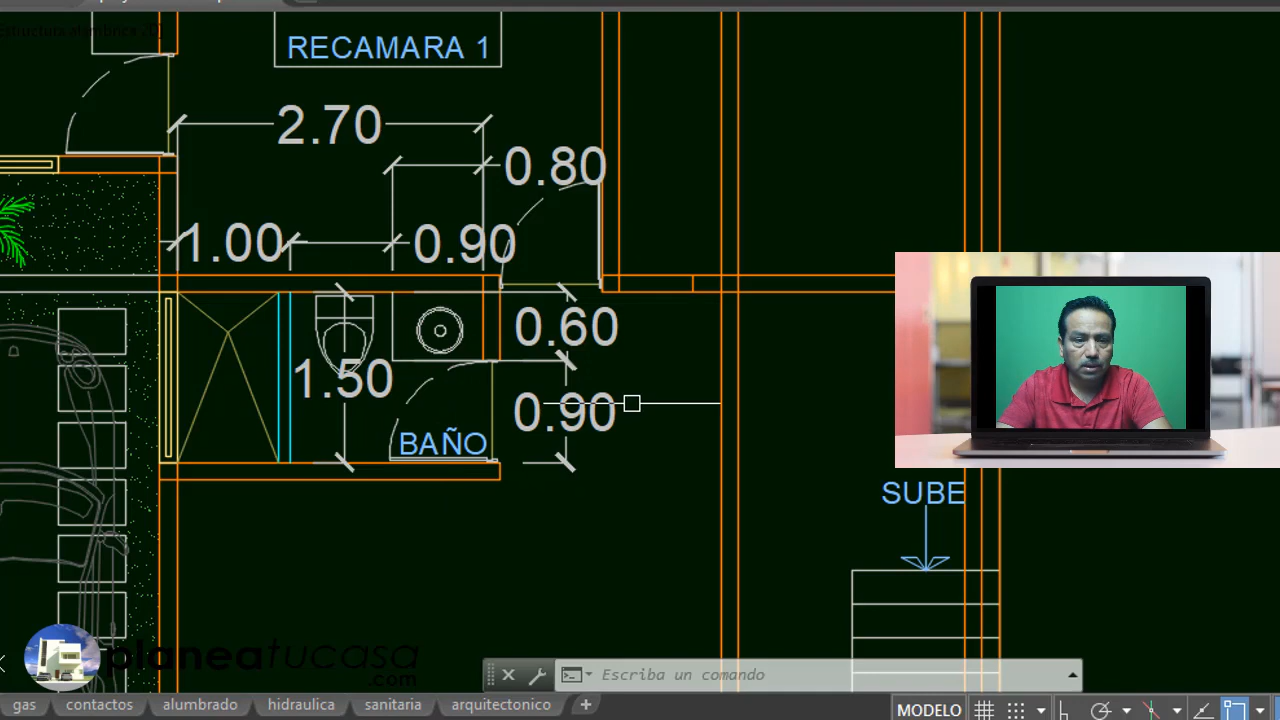 RECAMARA 1
2.70
0.80
1.00
0.90
0.60
1.50
0.90
BAÑO
SUBE
planeatucasa
.com
Escriba un comando
gas
contactos
alumbrado
hidraulica
sanitaria
arquitectonico
+
MODELO